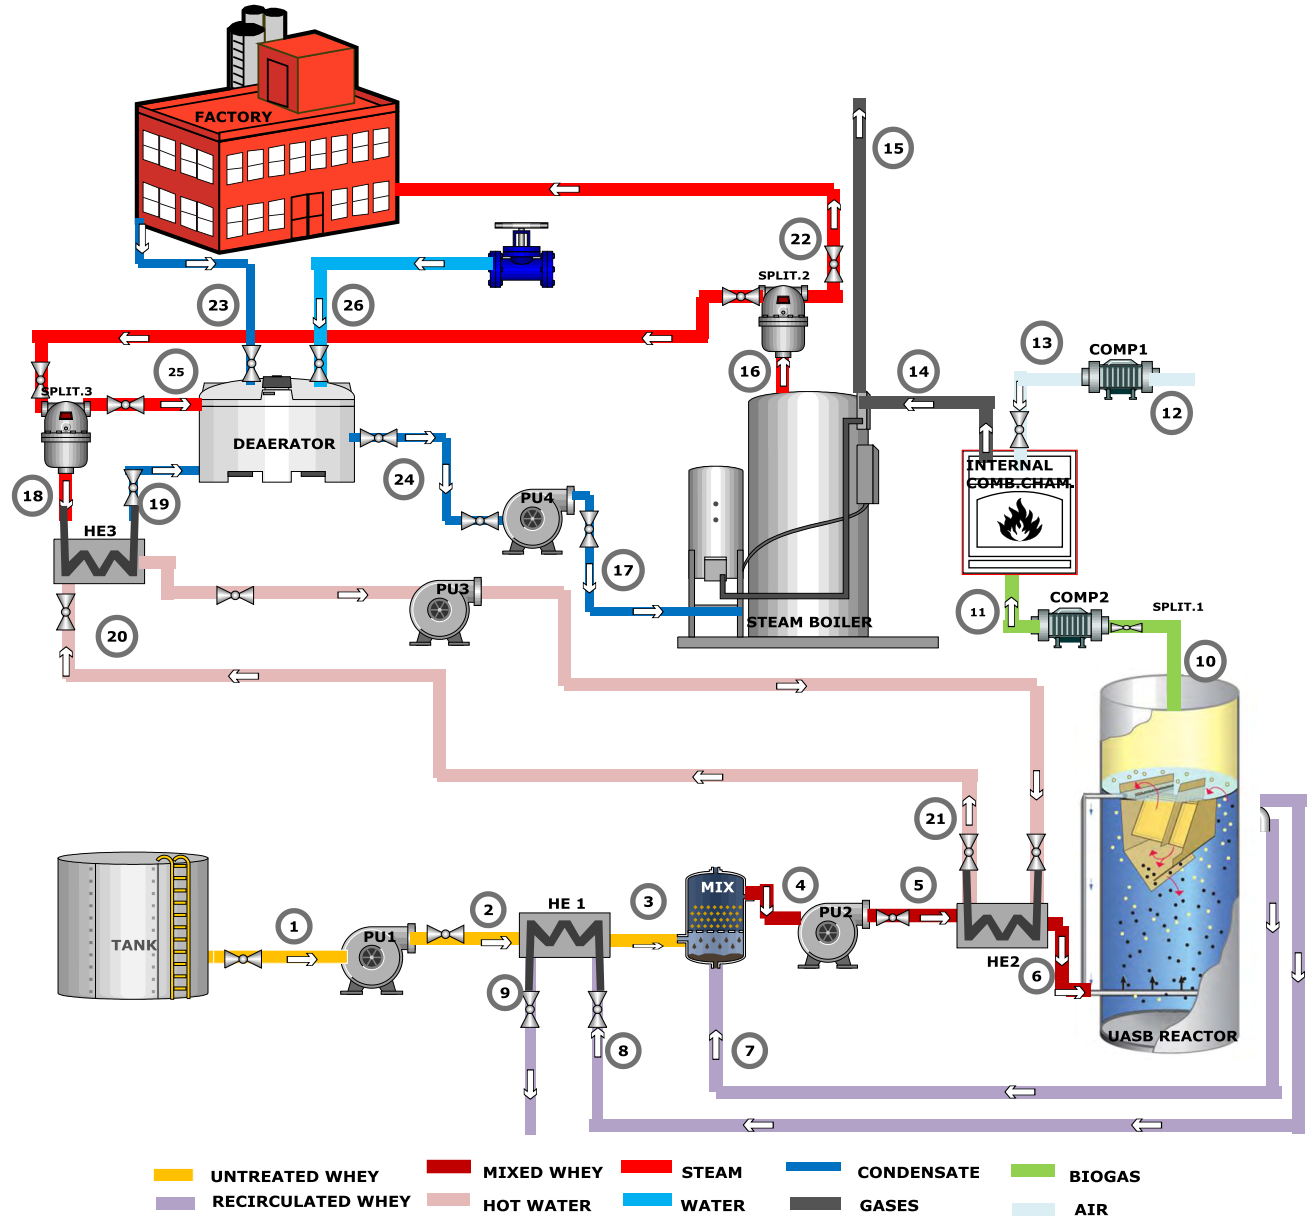 FACTORY
15
22
SPLIT.2
23
26
13
COMP1
25
16
14
12
SPLIT.3
DEAERATOR
INTERNAL
COMB.CHAM.
24
18
19
PU4
HE3
17
PU3
11
COMP2
SPLIT.1
STEAM BOILER
20
10
21
1
2
HE 1
3
MIX
4
5
PU2
TANK
PU1
HE2
6
9
8
7
UASB REACTOR
UNTREATED WHEY
MIXED WHEY
STEAM
CONDENSATE
BIOGAS
RECIRCULATED WHEY
HOT WATER
WATER
GASES
AIR